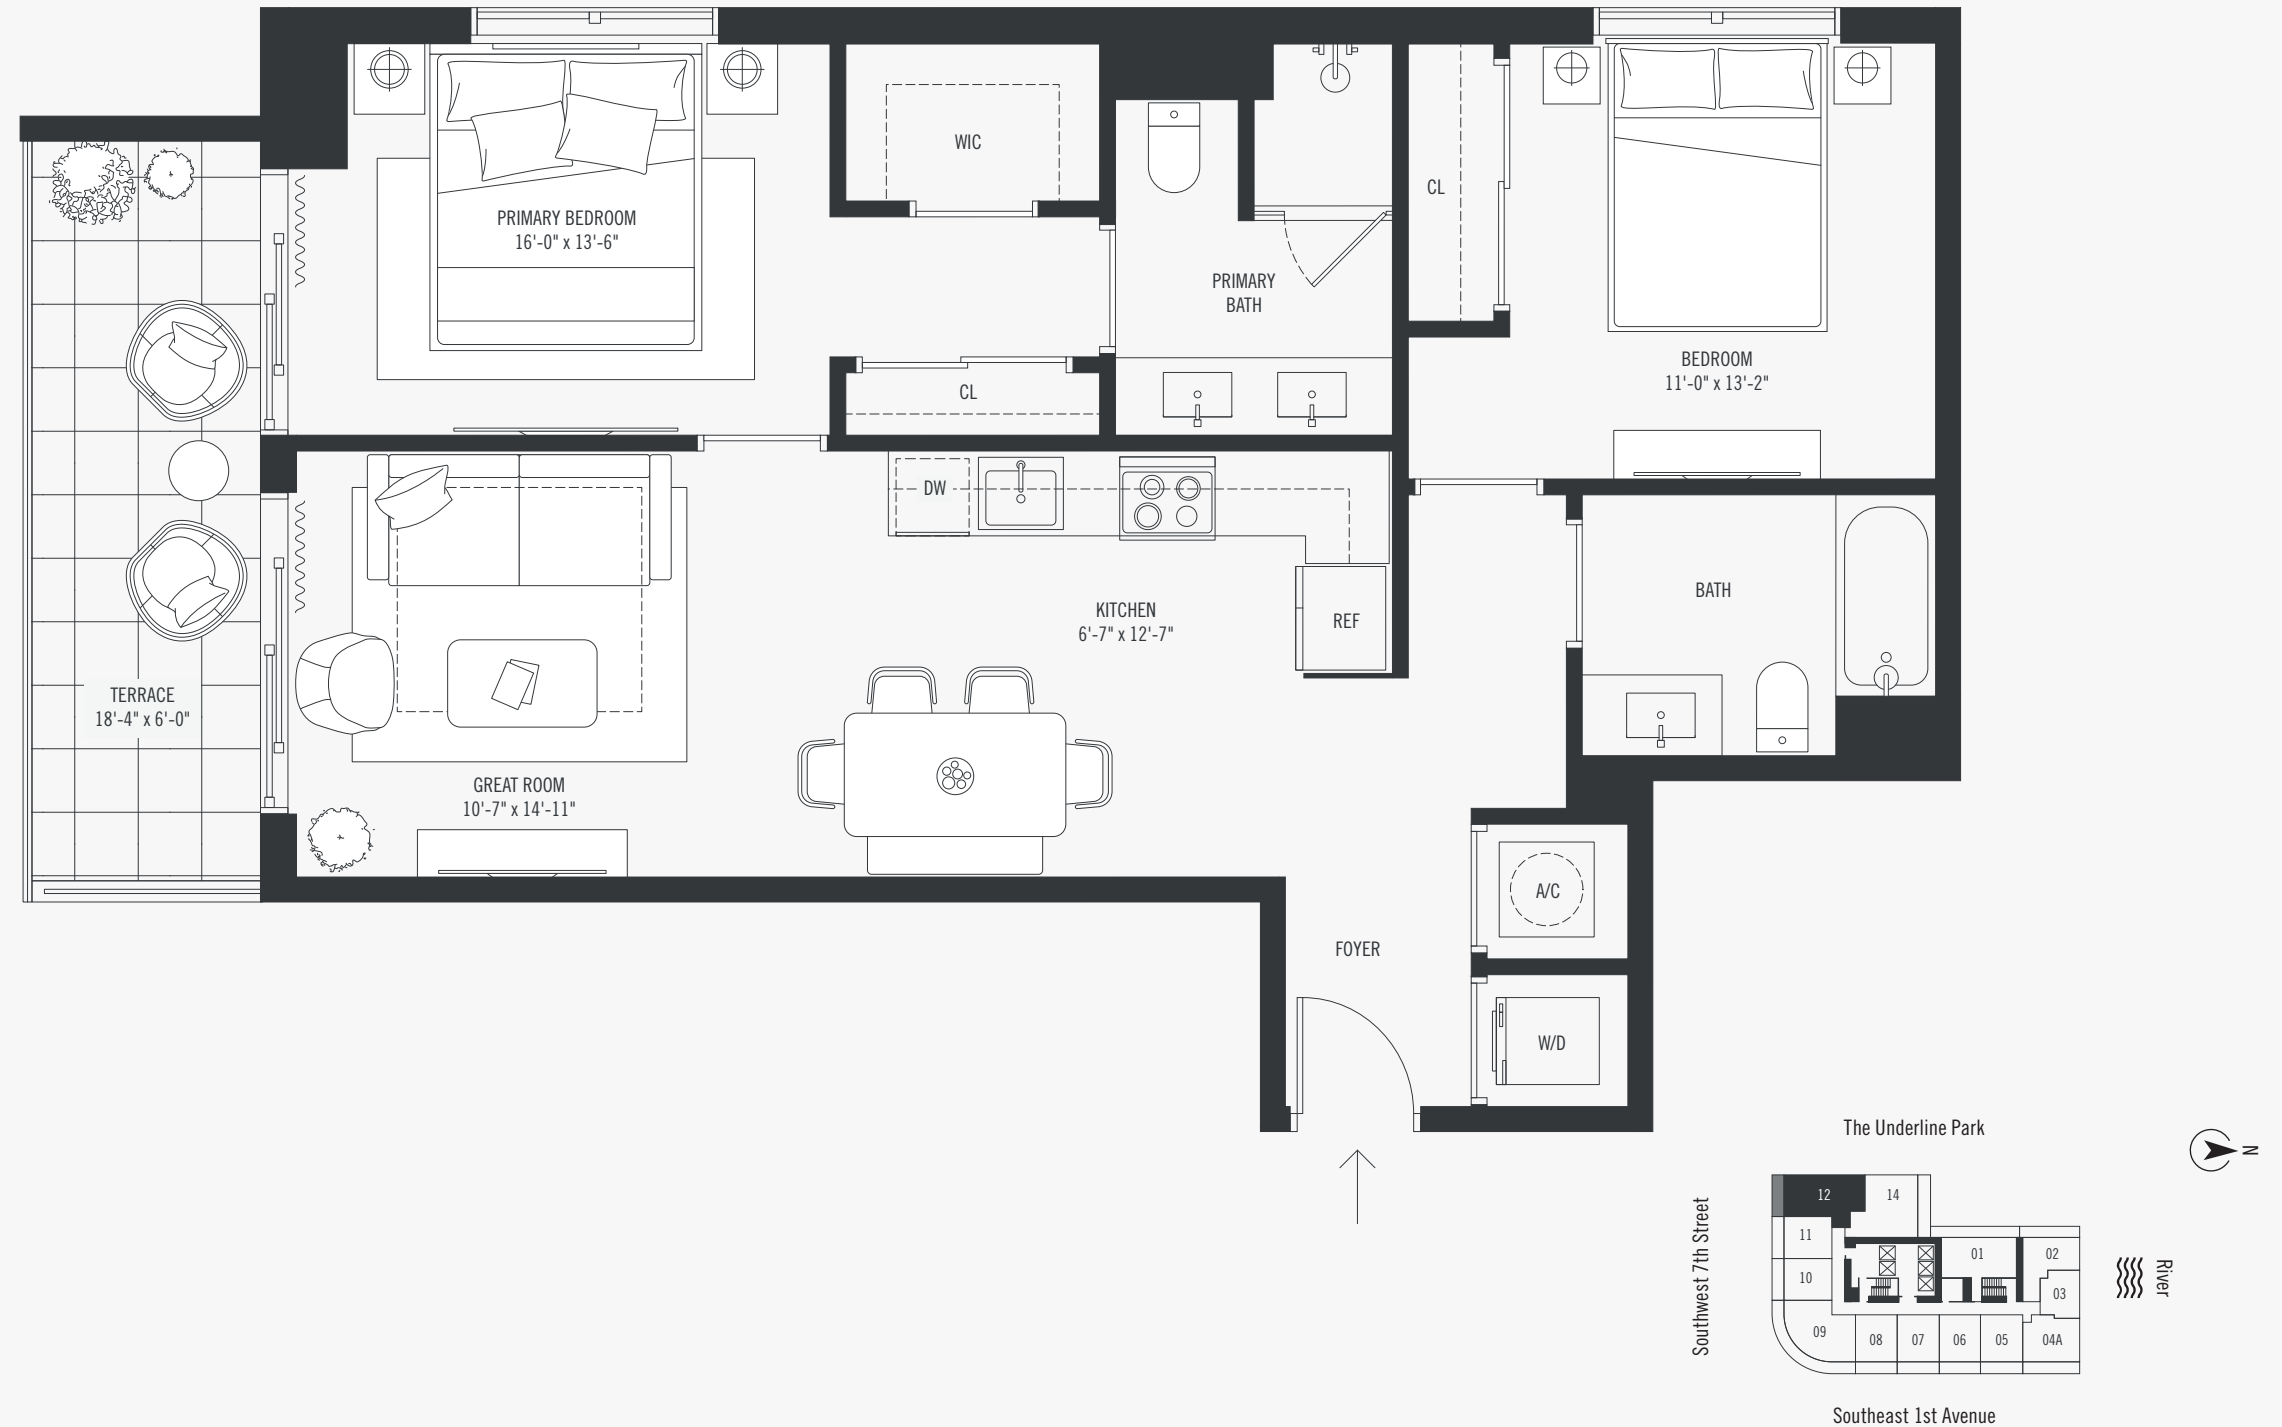 WIC
CL
PRIMARY BEDROOM
16'-0" x 13'-6"
PRIMARY
BATH
CL
BEDROOM
11'-0" x 13'-2"
DW
KITCHEN
6'-7" x 12'-7"
REF
BATH
TERRACE
18'-4" x 6'-0"
GREAT ROOM
10'-7" x 14'-11"
A/C
FOYER
W/D
The Underline Park
N
Southwest 7th Street
12
14
11
01
02
10
03
09
08
07
06
05
04A
River
Southeast 1st Avenue